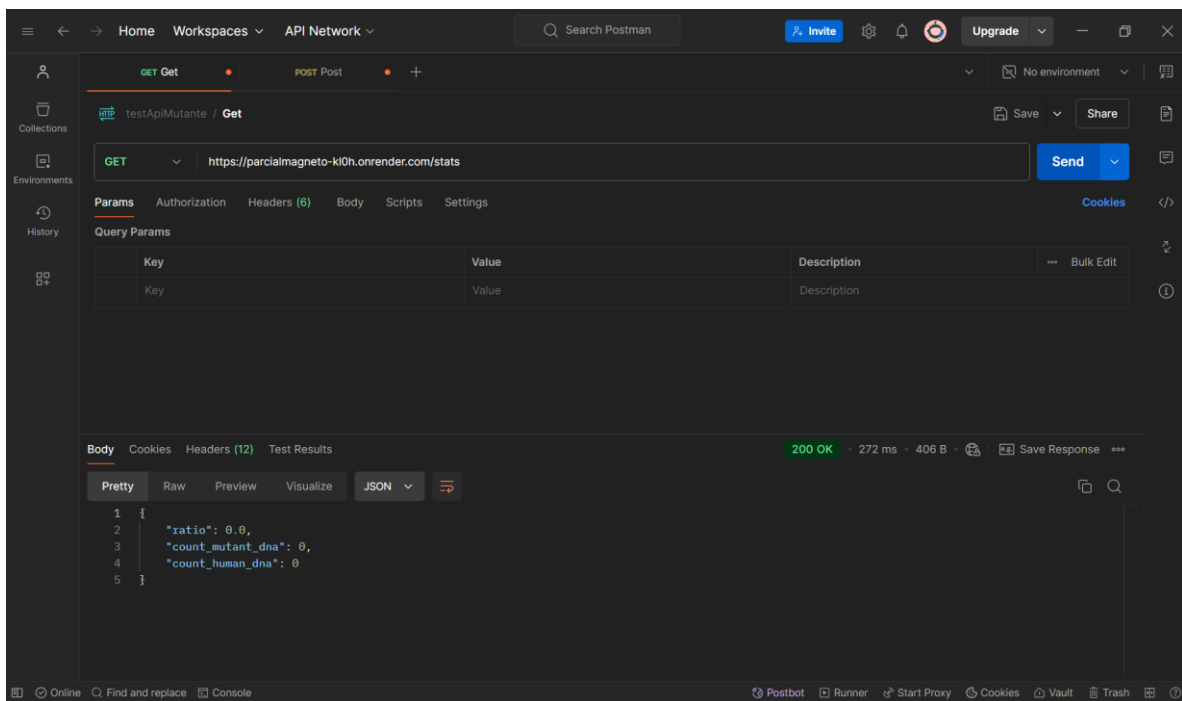 Home Workspaces API Network Search Postman Invite Upgrade
GET Get POST Post No environment
HTTP testApiMutante / Get Save Share
Collections
GET https://parcialmagneto-kl0h.onrender.com/stats Send
Environments
Params Authorization Headers (6) Body Scripts Settings Cookies
History
Query Params
Key Value Description Bulk Edit
Key Value Description
Body Cookies Headers (12) Test Results 200 OK 272 ms 406 B e.g. Save Response
Pretty Raw Preview Visualize JSON
1 {
2 "ratio": 0.0,
3 "count_mutant_dna": 0,
4 "count_human_dna": 0
5 }
Online Find and replace Console Postbot Runner Start Proxy Cookies Vault Trash